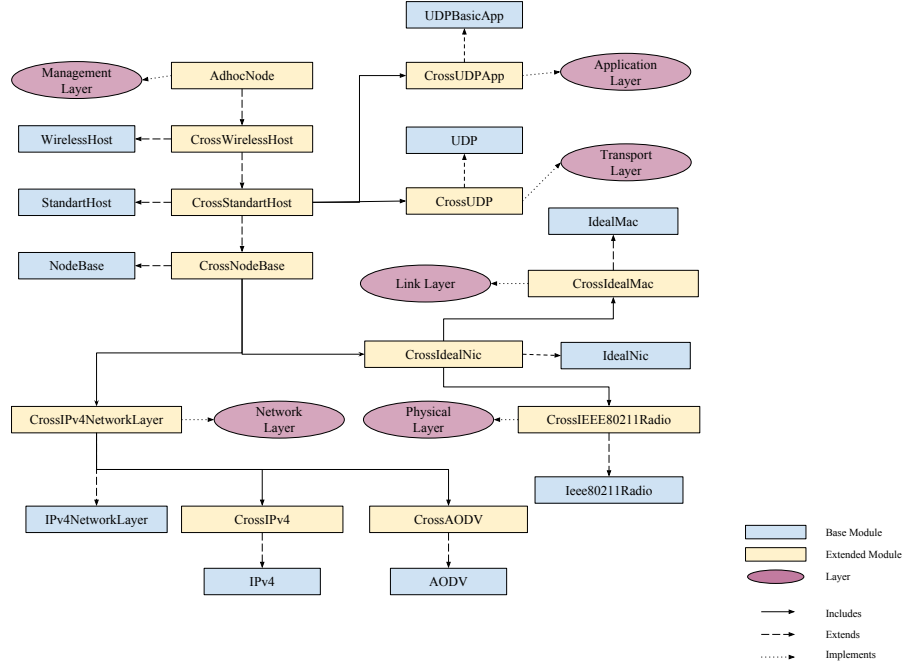 UDPBasicApp
Management
Layer
AdhocNode
CrossUDPApp
Application
Layer
WirelessHost
CrossWirelessHost
UDP
Transport
Layer
StandartHost
CrossStandartHost
CrossUDP
IdealMac
NodeBase
CrossNodeBase
Link Layer
CrossIdealMac
CrossIdealNic
IdealNic
CrossIPv4NetworkLayer
Network
Layer
Physical
Layer
CrossIEEE80211Radio
Ieee80211Radio
IPv4NetworkLayer
CrossIPv4
CrossAODV
IPv4
AODV
Base Module
Extended Module
Layer
Includes
Extends
Implements